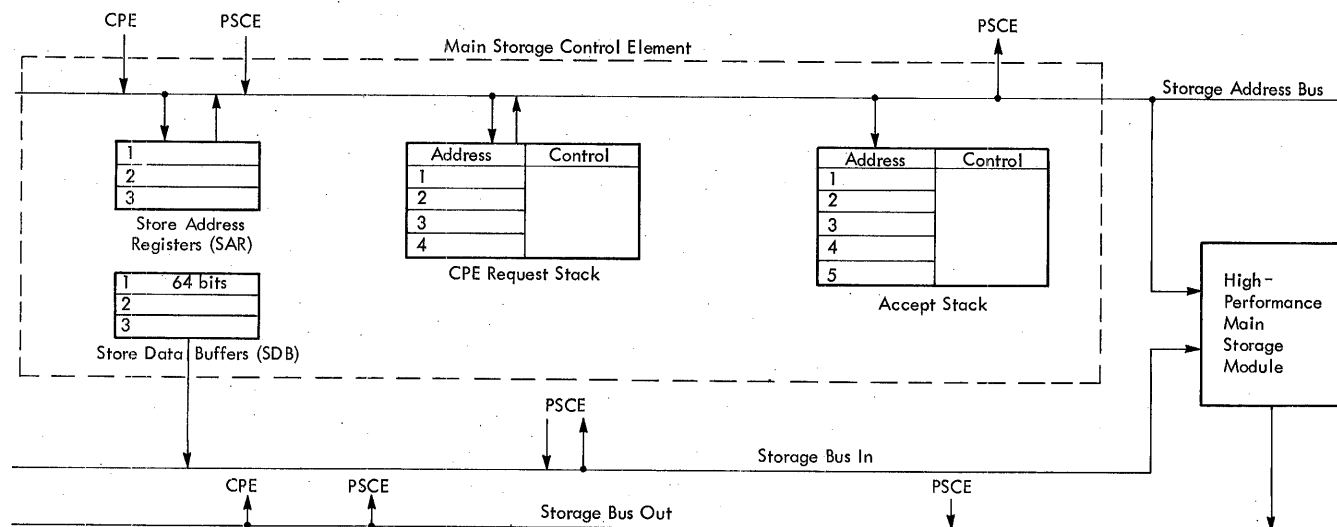 CPE
PSCE
PSCE
Main Storage Control Element
Storage Address Bus
1
2
3
Store Address
Registers (SAR)
Address Control
1
2
3
4
CPE Request Stack
Address Control
1
2
3
4
5
Accept Stack
1 64 bits
2
3
Store Data Buffers (SDB)
High-
Performance
Main
Storage
Module
PSCE
Storage Bus In
CPE
PSCE
PSCE
Storage Bus Out